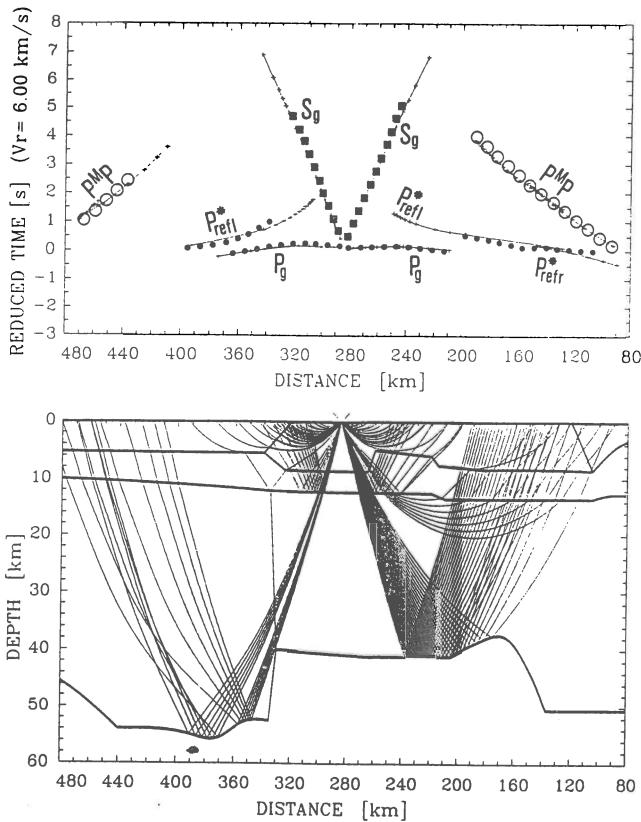 REDUCED TIME [s] (Vr= 6.00 km/s)
8
7
6
5
4
3
2
1
0
-1
-2
-3
Sg
Sg
PMP
PMP
P*refl
P*refl
P*refr
Pg
Pg
480 440 400 360 320 280 240 200 160 120 80
DISTANCE [km]
DEPTH [km]
0
10
20
30
40
50
60
480 440 400 360 320 280 240 200 160 120 80
DISTANCE [km]